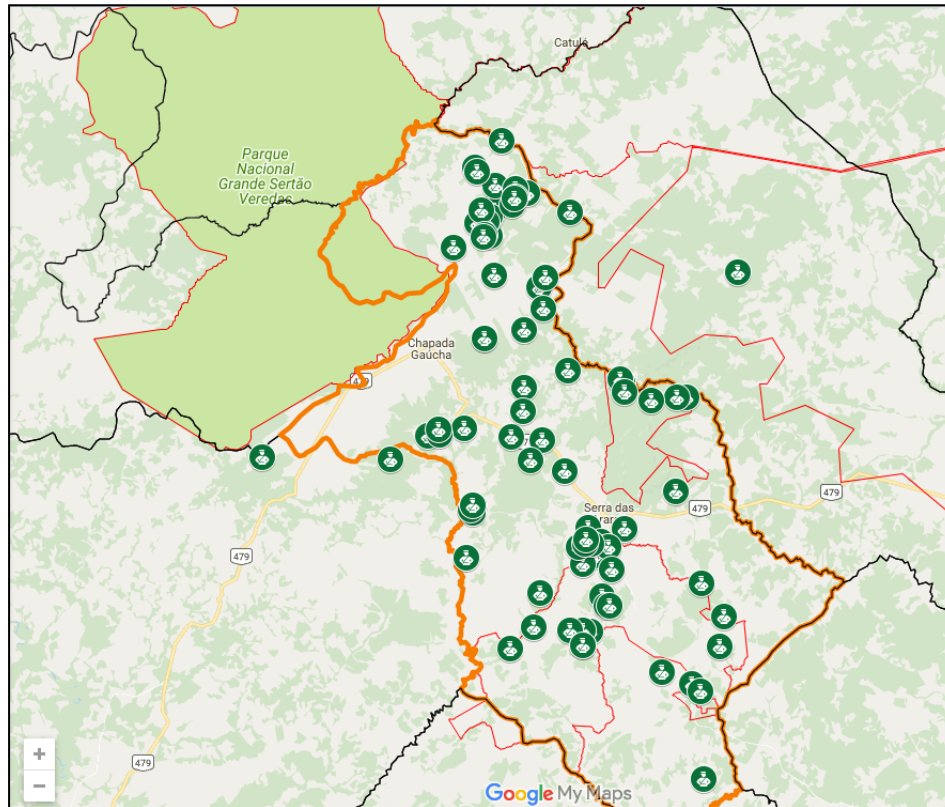 Catulé
Parque
Nacional
Grande Sertão
Veredas
Chapada
Gaúcha
479
479
Serra das
479
479
479
479
+
−
Google My Maps